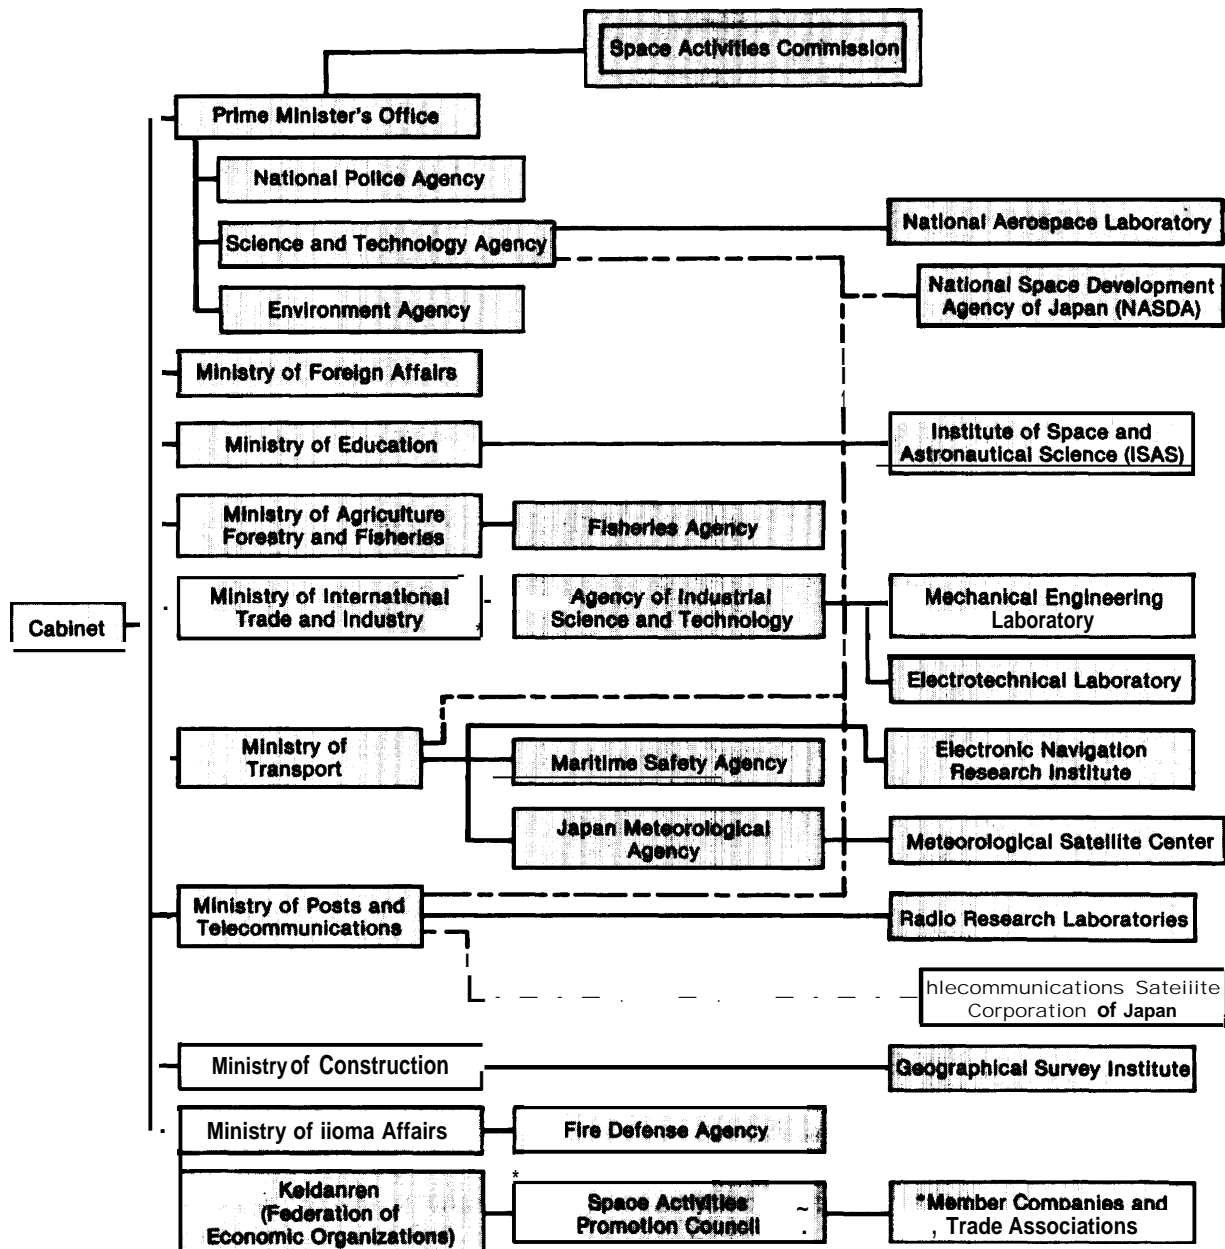 Space Activities Commission
Prime Minister's Office
National Police Agency
Science and Technology Agency
National Aerospace Laboratory
National Space Development
Agency of Japan (NASDA)
Environment Agency
Ministry of Foreign Affairs
Ministry of Education
Institute of Space and
Astronautical Science (ISAS)
Ministry of Agriculture
Forestry and Fisheries
Fisheries Agency
Cabinet
Ministry of International
Trade and Industry
Agency of Industrial
Science and Technology
Mechanical Engineering
Laboratory
Electrotechnical Laboratory
Ministry of
Transport
Maritime Safety Agency
Electronic Navigation
Research Institute
Japan Meteorological
Agency
Meteorological Satellite Center
Ministry of Posts and
Telecommunications
Radio Research Laboratories
hlecommunications Sateiiite
Corporation of Japan
Ministry of Construction
Geographical Survey Institute
Ministry of iioma Affairs
Fire Defense Agency
Keidanren
(Federation of
Economic Organizations)
Space Activities
Promotion Council
*Member Companies and
, Trade Associations